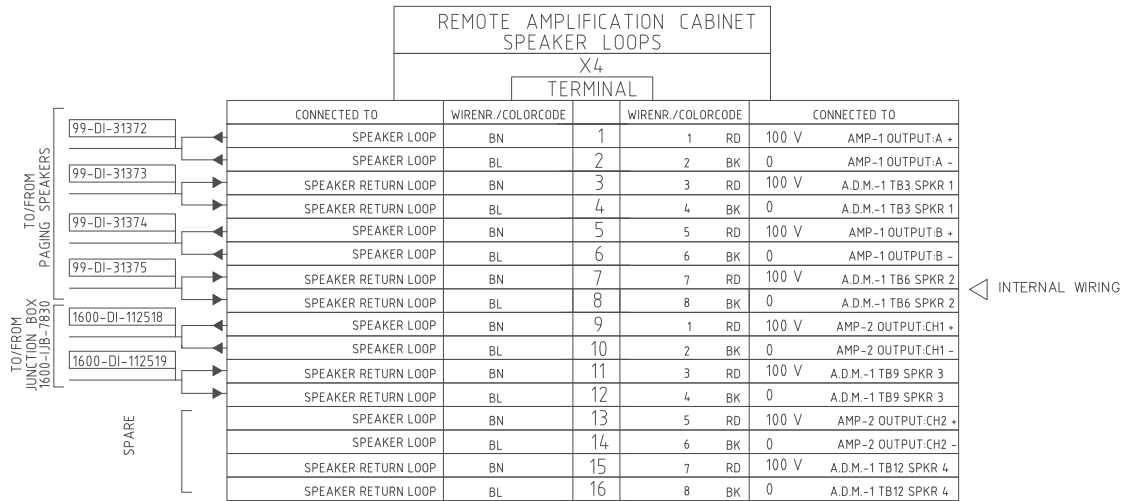 REMOTE AMPLIFICATION CABINET
SPEAKER LOOPS
X4
TERMINAL
CONNECTED TO WIRENR./COLORCODE WIRENR./COLORCODE CONNECTED TO
99-DI-31372
SPEAKER LOOP BN 1 1 RD 100 V AMP-1 OUTPUT:A +
SPEAKER LOOP BL 2 2 BK 0 AMP-1 OUTPUT:A -
99-DI-31373
SPEAKER RETURN LOOP BN 3 3 RD 100 V A.D.M.-1 TB3 SPKR 1
SPEAKER RETURN LOOP BL 4 4 BK 0 A.D.M.-1 TB3 SPKR 1
99-DI-31374
SPEAKER LOOP BN 5 5 RD 100 V AMP-1 OUTPUT:B +
SPEAKER LOOP BL 6 6 BK 0 AMP-1 OUTPUT:B -
99-DI-31375
SPEAKER RETURN LOOP BN 7 7 RD 100 V A.D.M.-1 TB6 SPKR 2
SPEAKER RETURN LOOP BL 8 8 BK 0 A.D.M.-1 TB6 SPKR 2
TO/FROM
PAGING SPEAKERS
INTERNAL WIRING
1600-DI-112518
SPEAKER LOOP BN 9 1 RD 100 V AMP-2 OUTPUT:CH1 +
SPEAKER LOOP BL 10 2 BK 0 AMP-2 OUTPUT:CH1 -
1600-DI-112519
SPEAKER RETURN LOOP BN 11 3 RD 100 V A.D.M.-1 TB9 SPKR 3
SPEAKER RETURN LOOP BL 12 4 BK 0 A.D.M.-1 TB9 SPKR 3
TO/FROM
JUNCTION BOX
1600-IJB-7830
SPEAKER LOOP BN 13 5 RD 100 V AMP-2 OUTPUT:CH2 +
SPEAKER LOOP BL 14 6 BK 0 AMP-2 OUTPUT:CH2 -
SPEAKER RETURN LOOP BN 15 7 RD 100 V A.D.M.-1 TB12 SPKR 4
SPEAKER RETURN LOOP BL 16 8 BK 0 A.D.M.-1 TB12 SPKR 4
SPARE